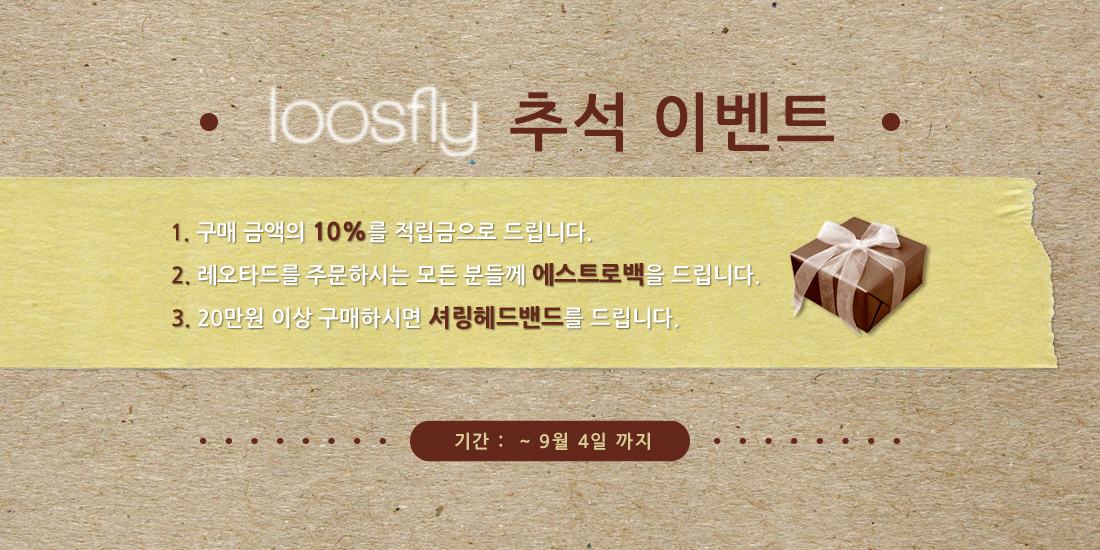 loosfly 추석 이벤트
1. 구매 금액의 10%를 적립금으로 드립니다.
2. 레오타드를 주문하시는 모든 분들께 에스트로백을 드립니다.
3. 20만원 이상 구매하시면 셔링헤드밴드를 드립니다.
기간 : ~ 9월 4일 까지